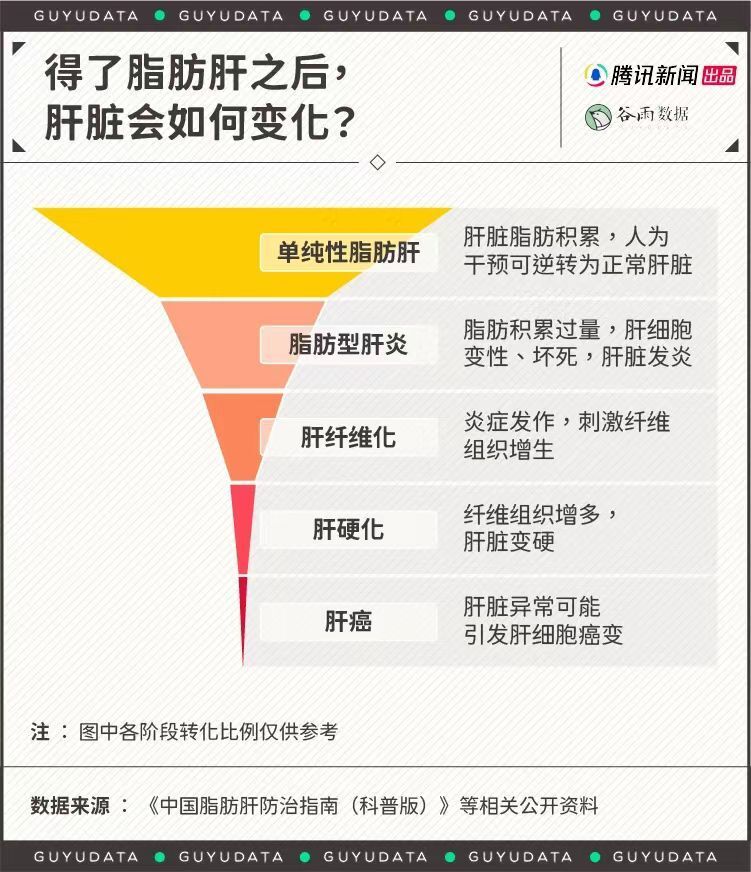 GUYUDATA GUYUDATA GUYUDATA GUYUDATA GUYUDATA
得了脂肪肝之后，
肝脏会如何变化？
腾讯新闻 出品
谷雨数据
单纯性脂肪肝
肝脏脂肪积累，人为
干预可逆转为正常肝脏
脂肪型肝炎
脂肪积累过量，肝细胞
变性、坏死，肝脏发炎
肝纤维化
炎症发作，刺激纤维
组织增生
肝硬化
纤维组织增多，
肝脏变硬
肝癌
肝脏异常可能
引发肝细胞癌变
注：图中各阶段转化比例仅供参考
数据来源：《中国脂肪肝防治指南（科普版）》等相关公开资料
GUYUDATA GUYUDATA GUYUDATA GUYUDATA GUYUDATA